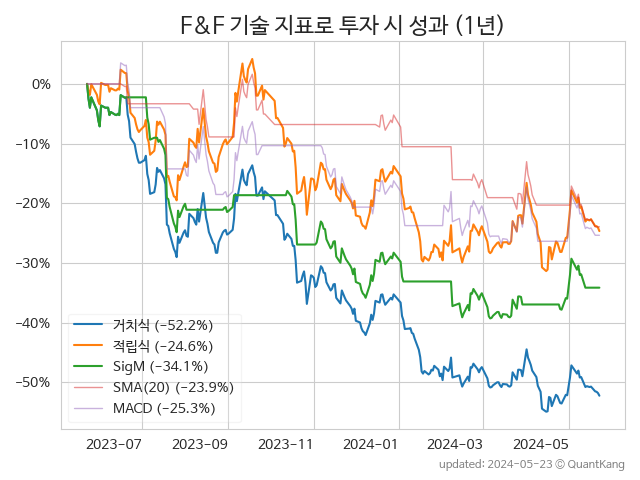 F&F 기술 지표로 투자 시 성과 (1년)
0%
−10%
−20%
−30%
−40%
−50%
거치식 (−52.2%)
적립식 (−24.6%)
SigM (−34.1%)
SMA(20) (−23.9%)
MACD (−25.3%)
2023−07
2023−09
2023−11
2024−01
2024−03
2024−05
updated: 2024−05−23 ⓒ QuantKang